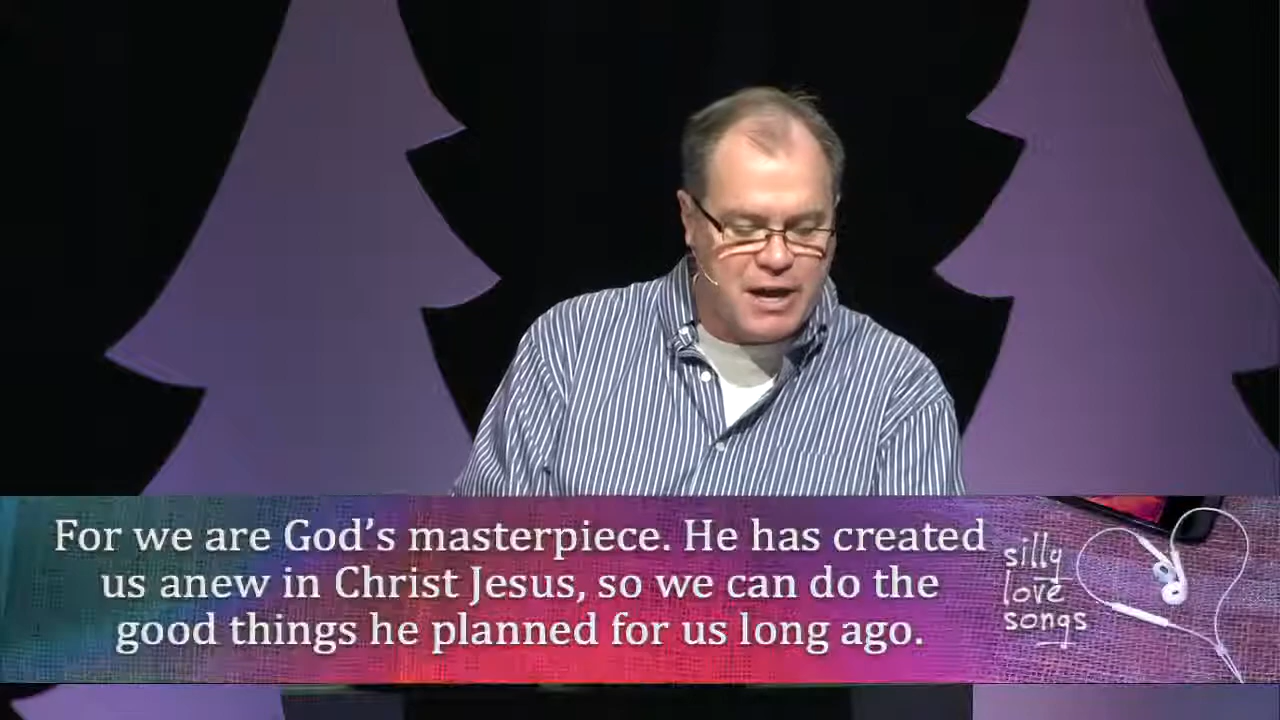 For we are God's masterpiece. He has created
us anew in Christ Jesus, so we can do the
good things he planned for us long ago.
silly
love
songs